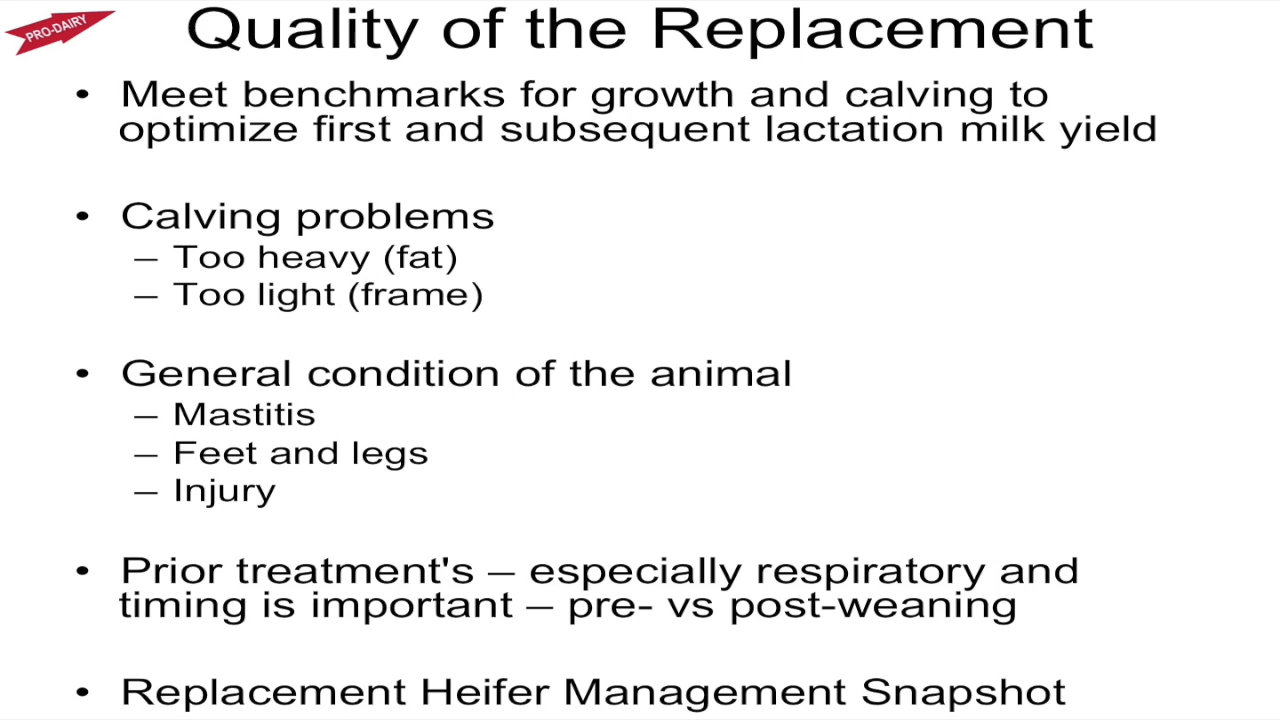 PRO-DAIRY
Quality of the Replacement
• Meet benchmarks for growth and calving to
optimize first and subsequent lactation milk yield
• Calving problems
– Too heavy (fat)
– Too light (frame)
• General condition of the animal
– Mastitis
– Feet and legs
– Injury
• Prior treatment's – especially respiratory and
timing is important – pre- vs post-weaning
• Replacement Heifer Management Snapshot